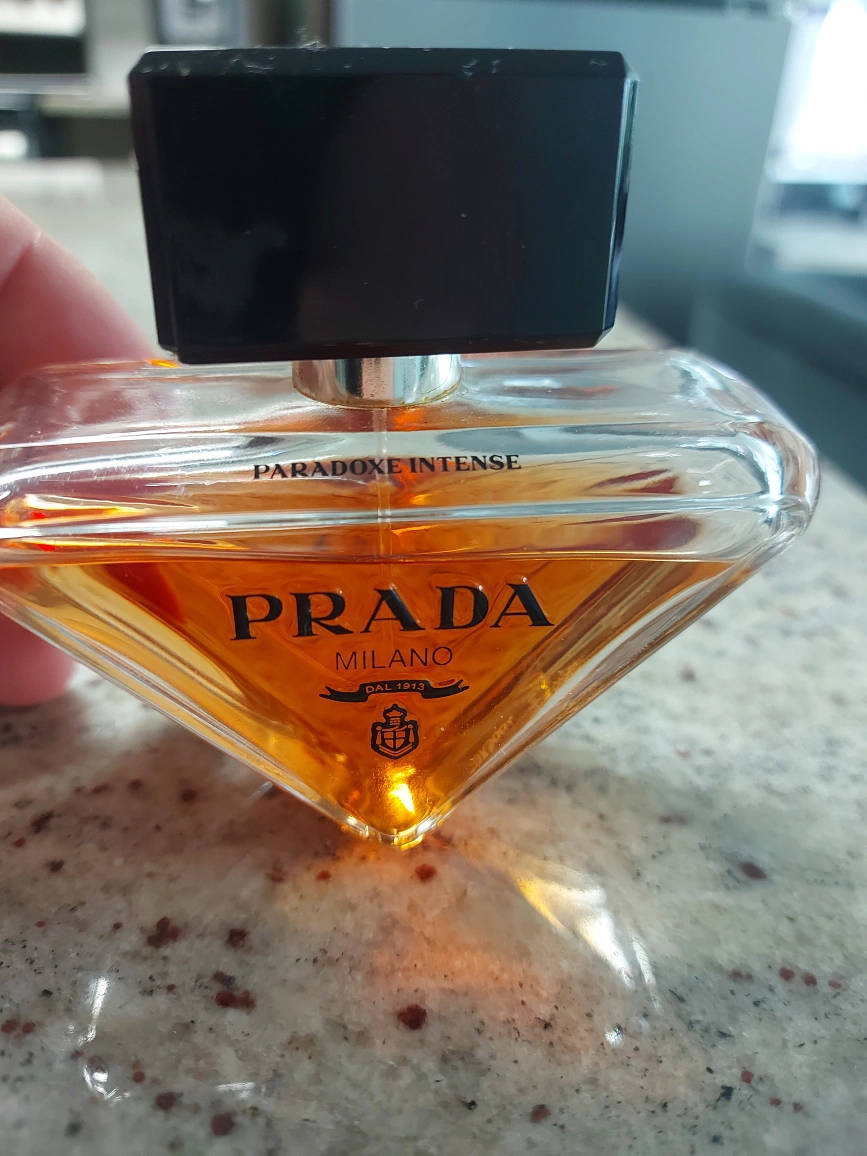 PARADOXE INTENSE
PRADA
MILANO
DAL 1913